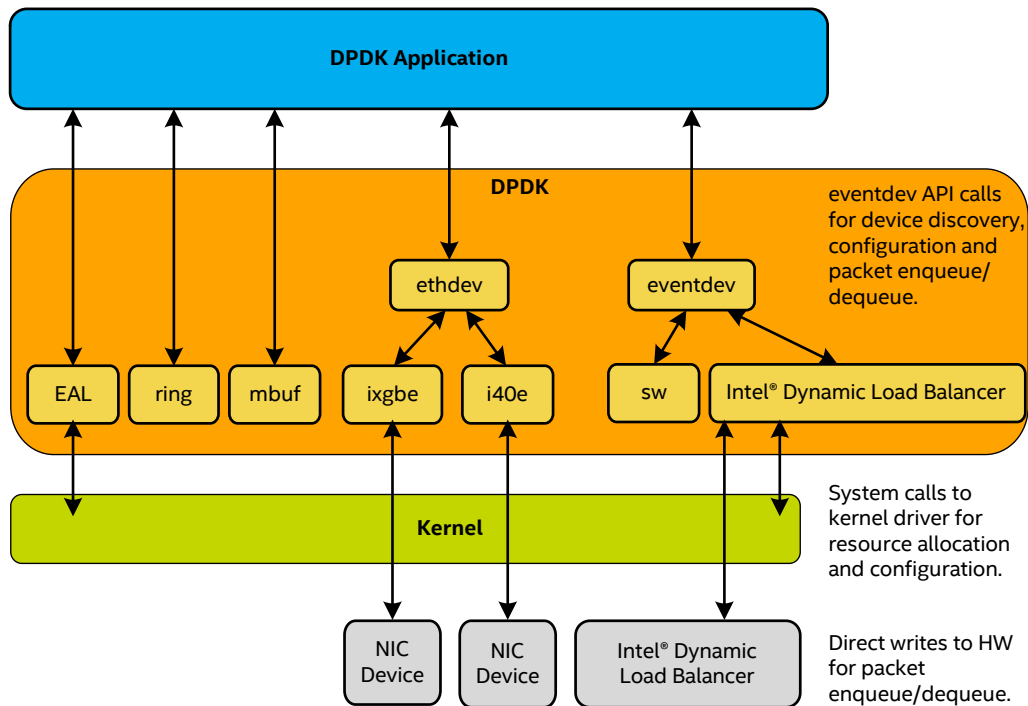 DPDK Application
DPDK
eventdev API calls
for device discovery,
configuration and
packet enqueue/
dequeue.
ethdev
eventdev
EAL
ring
mbuf
ixgbe
i40e
sw
Intel® Dynamic Load Balancer
Kernel
System calls to
kernel driver for
resource allocation
and configuration.
NIC
Device
NIC
Device
Intel® Dynamic
Load Balancer
Direct writes to HW
for packet
enqueue/dequeue.